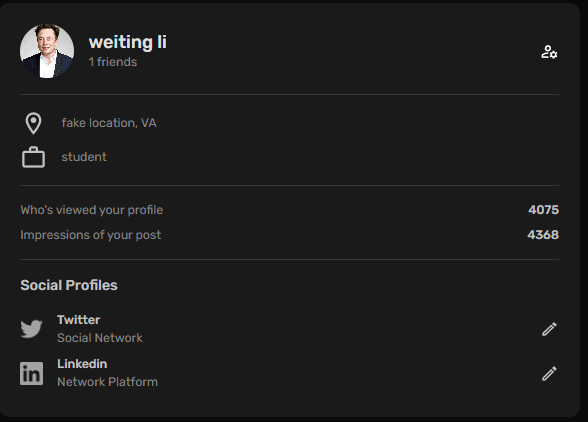 weiting li
1 friends
fake location, VA
student
Who's viewed your profile 4075
Impressions of your post 4368
Social Profiles
Twitter
Social Network
in
Linkedin
Network Platform